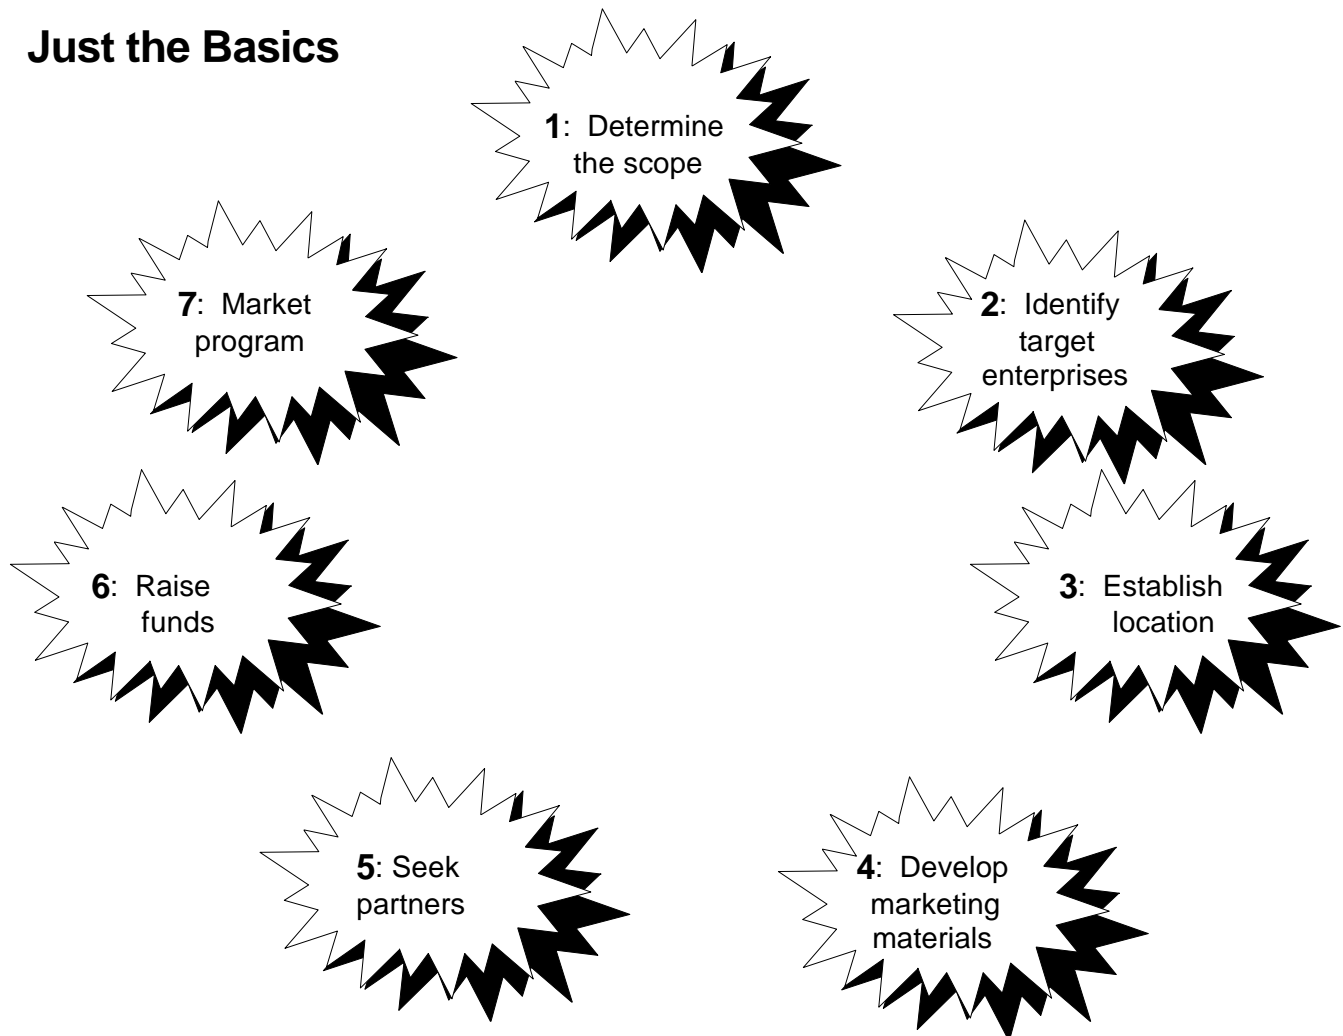 Just the Basics
1: Determine
the scope
2: Identify
target
enterprises
3: Establish
location
4: Develop
marketing
materials
5: Seek
partners
6: Raise
funds
7: Market
program